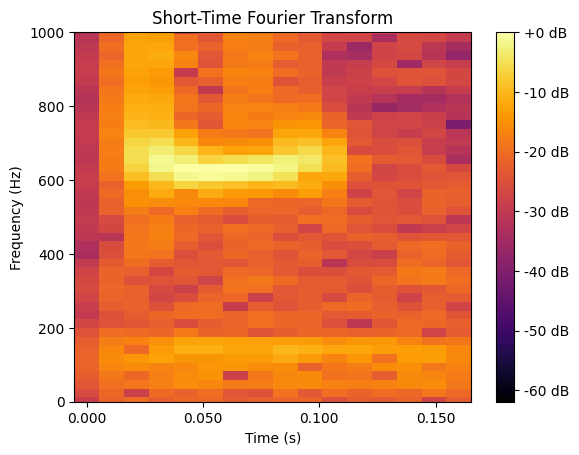 Short-Time Fourier Transform
1000
800
600
400
200
0
Frequency (Hz)
0.000
0.050
0.100
0.150
Time (s)
+0 dB
-10 dB
-20 dB
-30 dB
-40 dB
-50 dB
-60 dB